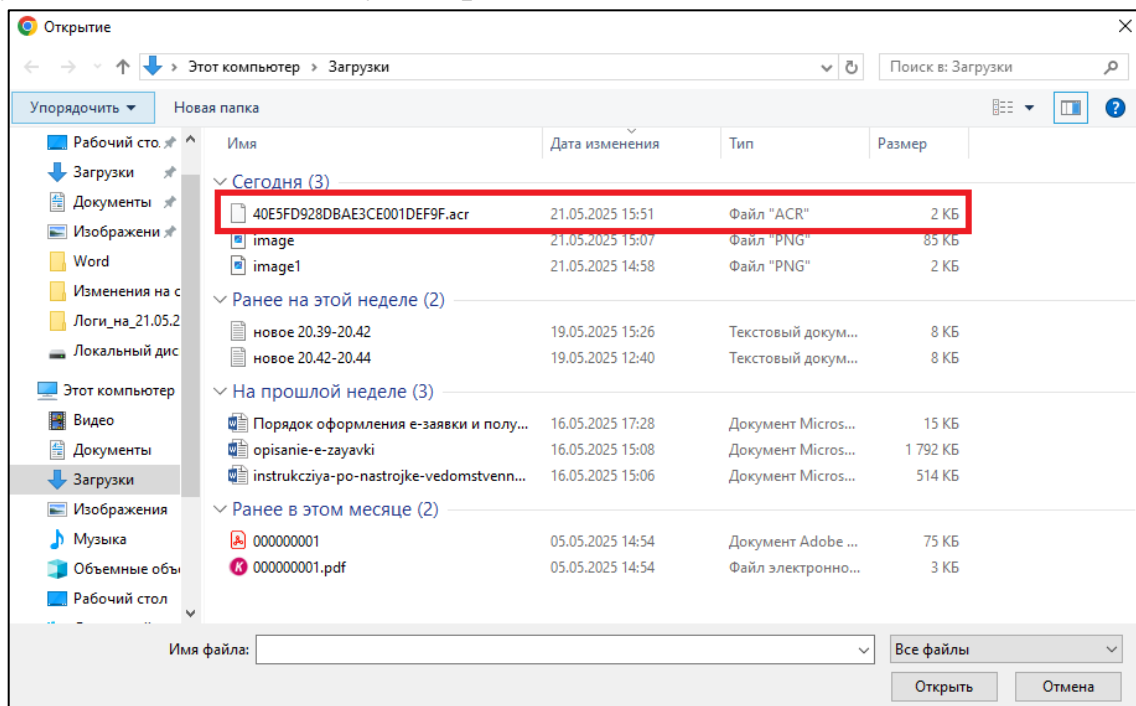 Открытие
Этот компьютер > Загрузки
Поиск в: Загрузки
Упорядочить
Новая папка
Имя Дата изменения Тип Размер
Рабочий сто.
Загрузки
Документы
Изображени
Word
Изменения на с
Логи_на_21.05.2
Локальный дис
Этот компьютер
Видео
Документы
Загрузки
Изображения
Музыка
Объемные объ
Рабочий стол
Сегодня (3)
40E5FD928DBAE3CE001DEF9F.acr 21.05.2025 15:51 Файл "ACR" 2 КБ
image 21.05.2025 15:07 Файл "PNG" 85 КБ
image1 21.05.2025 14:58 Файл "PNG" 2 КБ
Ранее на этой неделе (2)
новое 20.39-20.42 19.05.2025 15:26 Текстовый докум... 8 КБ
новое 20.42-20.44 19.05.2025 12:40 Текстовый докум... 8 КБ
На прошлой неделе (3)
Порядок оформления е-заявки и полу... 16.05.2025 17:28 Документ Micros... 15 КБ
opisanie-e-zayavki 16.05.2025 15:08 Документ Micros... 1 792 КБ
instrukcziya-po-nastrojke-vedomstvenn... 16.05.2025 15:06 Документ Micros... 514 КБ
Ранее в этом месяце (2)
000000001 05.05.2025 14:54 Документ Adobe ... 75 КБ
000000001.pdf 05.05.2025 14:54 Файл электронно... 3 КБ
Имя файла:
Все файлы
Открыть
Отмена